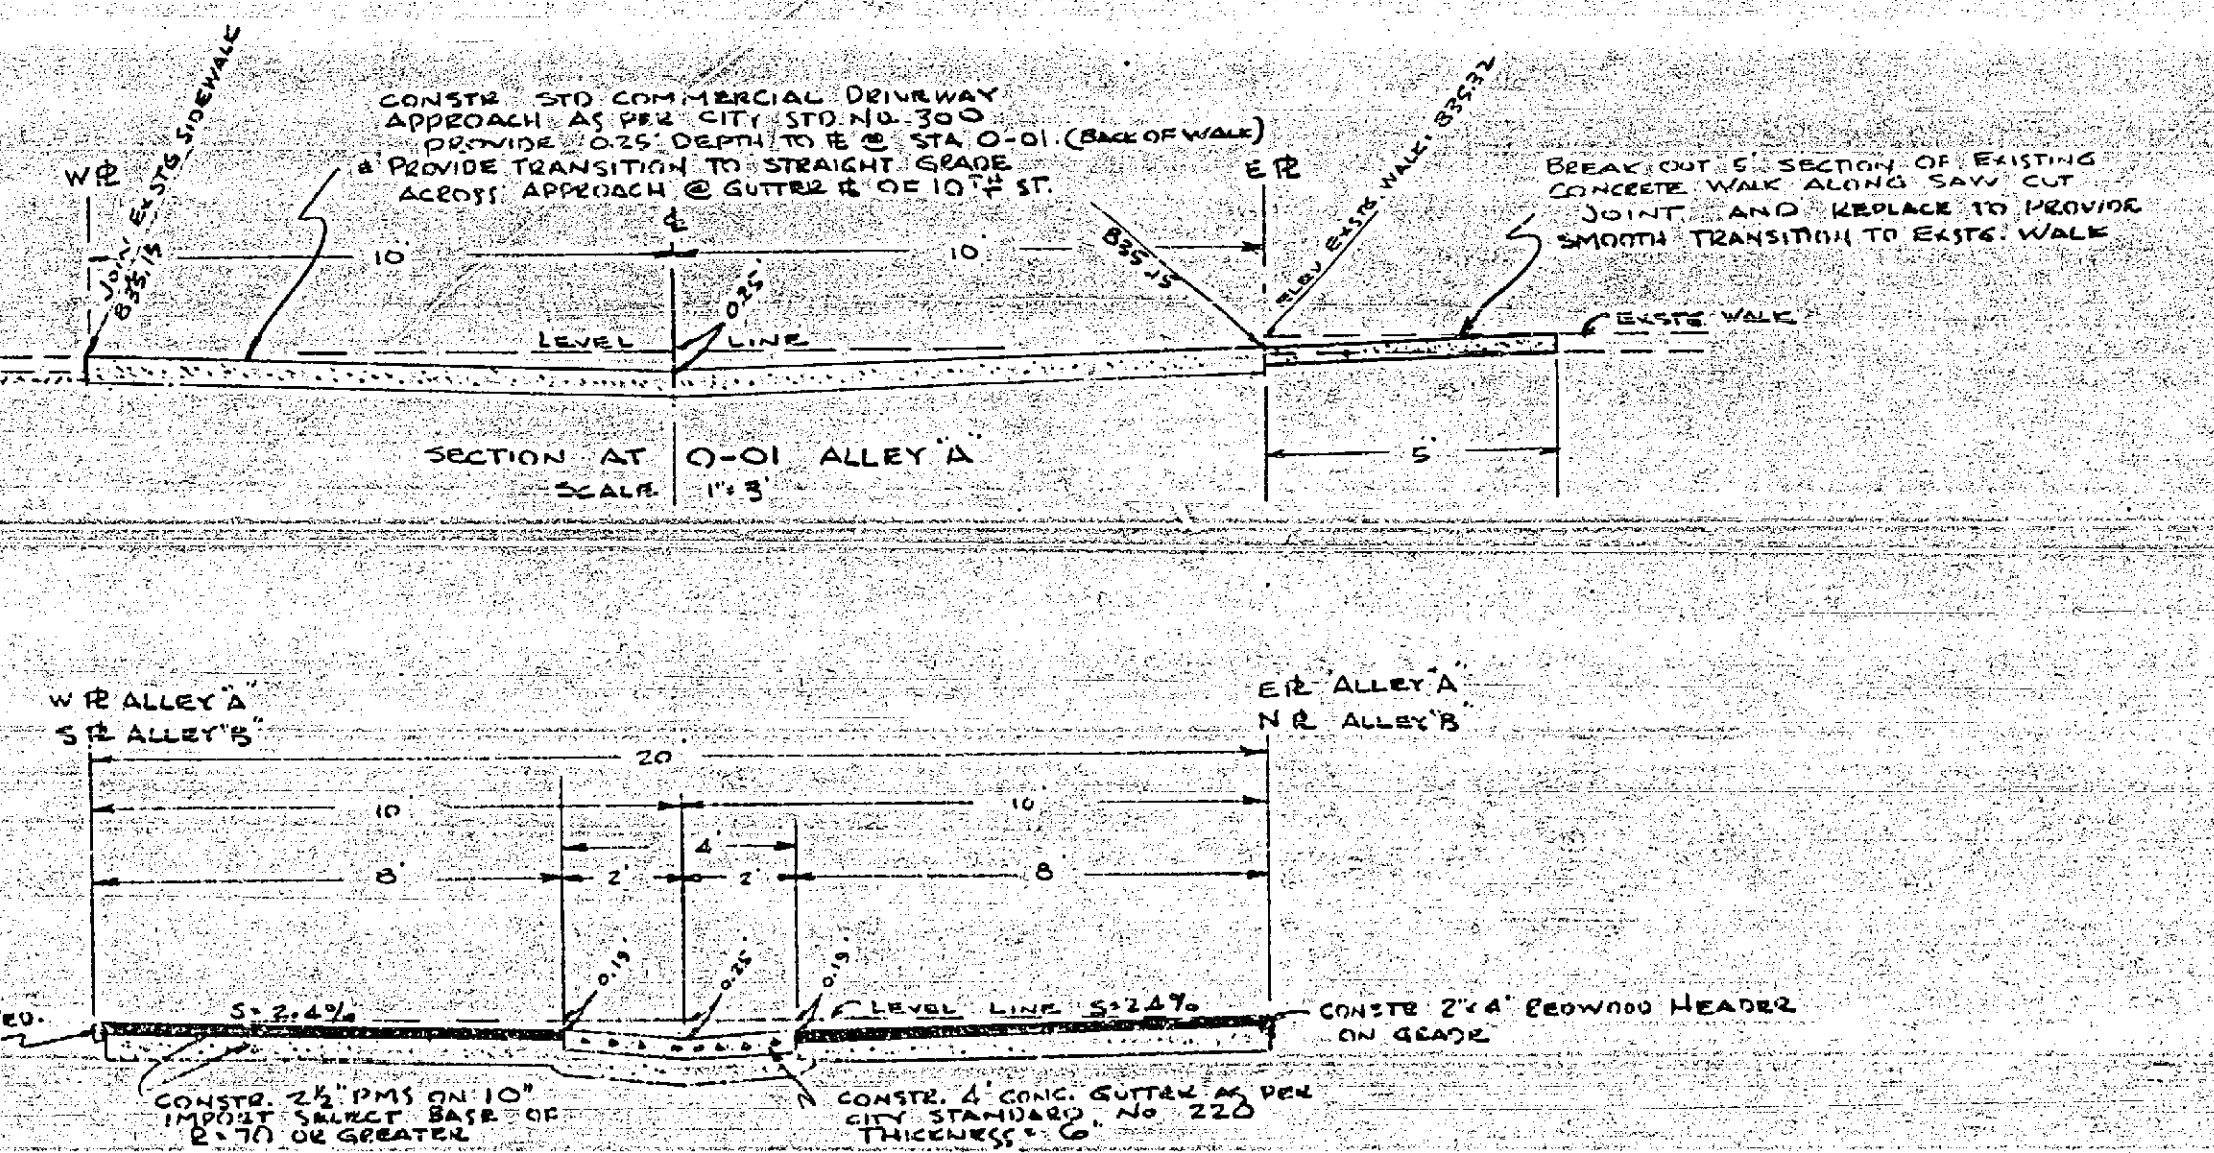 CONSTR. STD COMMERCIAL DRIVEWAY
APPROACH AS PER CITY STD. NO. 300
PROVIDE 0.25' DEPTH TO ℄ @ STA 0-01. (BACK OF WALK)
& PROVIDE TRANSITION TO STRAIGHT GRADE
ACROSS APPROACH @ GUTTER ℄ OF 10TH ST.
W ⅊
JOIN EXSTG SIDEWALK
835.15
10'
℄
10'
0.25'
835.15
E ⅊
ELEV EXSTG. WALK, 835.32
BREAK OUT 5' SECTION OF EXISTING
CONCRETE WALK ALONG SAW CUT
JOINT AND REPLACE TO PROVIDE
SMOOTH TRANSITION TO EXSTG. WALK
LEVEL LINE
EXSTG WALK
SECTION AT 0-01 ALLEY "A"
SCALE 1"=3'
5'
W ⅊ ALLEY "A"
S ⅊ ALLEY "B"
E ⅊ ALLEY "A"
N ⅊ ALLEY "B"
20'
10'
10'
4'
8'
2'
2'
8'
0.19'
0.25'
0.19'
S=2.4%
LEVEL LINE S=2.4%
CONSTR 2"x4" REDWOOD HEADER
ON GRADE
CONSTR. 2½" PMS ON 10"
IMPORT SELECT BASE OF
R=70 OR GREATER
CONSTR. 4' CONC. GUTTER AS PER
CITY STANDARD No 220
THICKNESS = 6"